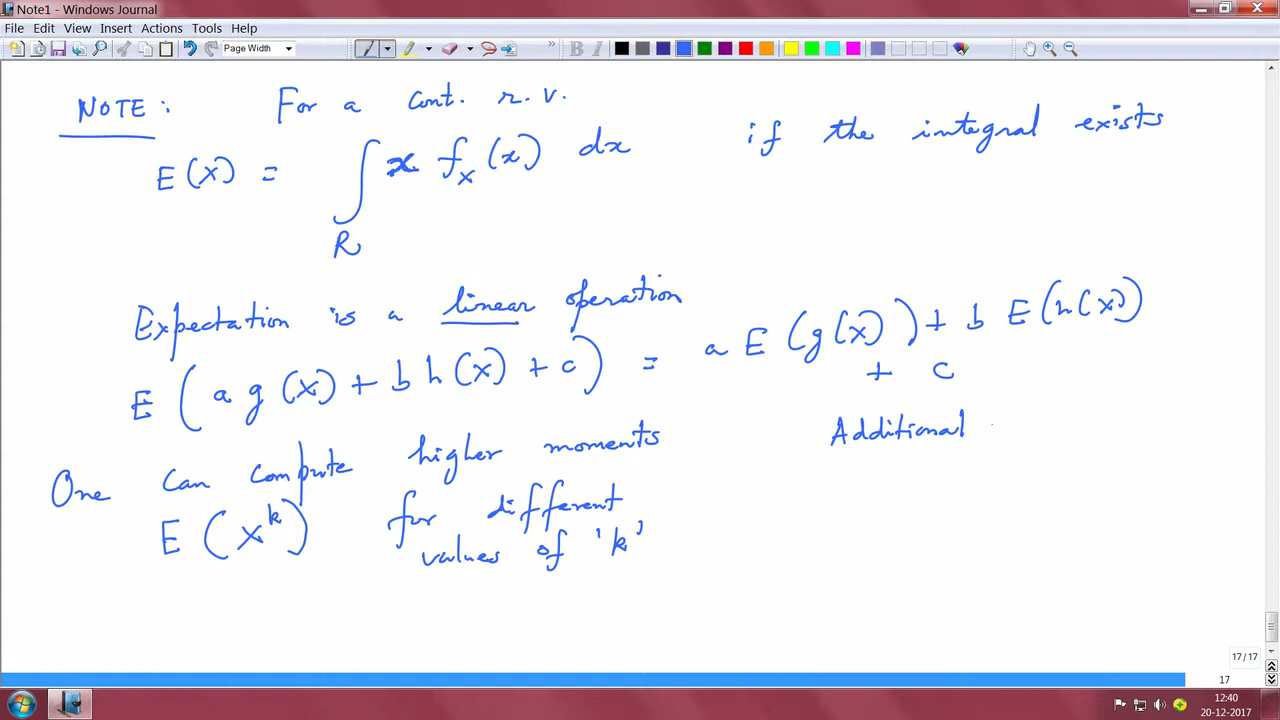 Note1 - Windows Journal
File Edit View Insert Actions Tools Help
Page Width
NOTE : For a cont. r. v.
E(X) = ∫_R x f_X(x) dx if the integral exists
Expectation is a linear operation
E(a g(X) + b h(X) + c) = a E(g(X)) + b E(h(X))
+ c
One can compute higher moments Additional
E(X^k) for different
values of 'k'
17/17
17
12:40
20-12-2017